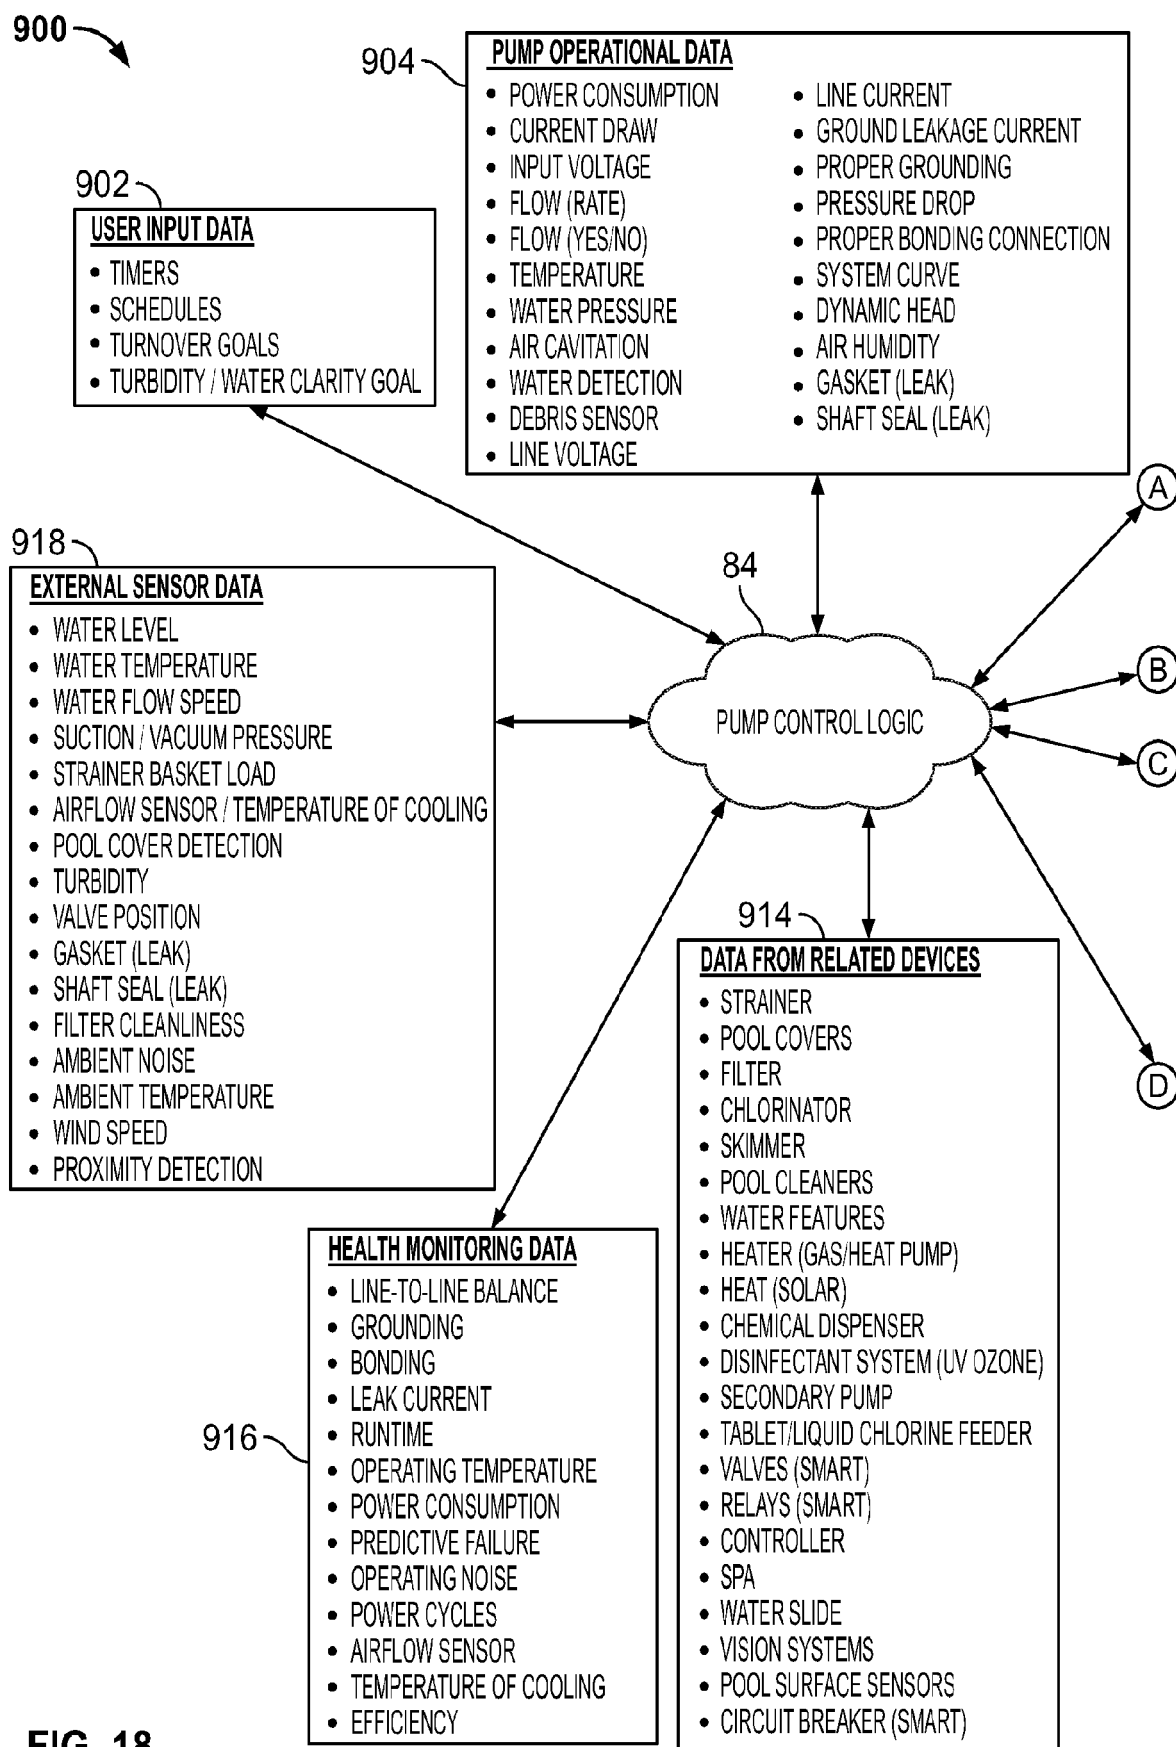 900
904
PUMP OPERATIONAL DATA
• POWER CONSUMPTION
• CURRENT DRAW
• INPUT VOLTAGE
• FLOW (RATE)
• FLOW (YES/NO)
• TEMPERATURE
• WATER PRESSURE
• AIR CAVITATION
• WATER DETECTION
• DEBRIS SENSOR
• LINE VOLTAGE
• LINE CURRENT
• GROUND LEAKAGE CURRENT
• PROPER GROUNDING
• PRESSURE DROP
• PROPER BONDING CONNECTION
• SYSTEM CURVE
• DYNAMIC HEAD
• AIR HUMIDITY
• GASKET (LEAK)
• SHAFT SEAL (LEAK)
902
USER INPUT DATA
• TIMERS
• SCHEDULES
• TURNOVER GOALS
• TURBIDITY / WATER CLARITY GOAL
918
EXTERNAL SENSOR DATA
• WATER LEVEL
• WATER TEMPERATURE
• WATER FLOW SPEED
• SUCTION / VACUUM PRESSURE
• STRAINER BASKET LOAD
• AIRFLOW SENSOR / TEMPERATURE OF COOLING
• POOL COVER DETECTION
• TURBIDITY
• VALVE POSITION
• GASKET (LEAK)
• SHAFT SEAL (LEAK)
• FILTER CLEANLINESS
• AMBIENT NOISE
• AMBIENT TEMPERATURE
• WIND SPEED
• PROXIMITY DETECTION
84
PUMP CONTROL LOGIC
A
B
C
D
916
HEALTH MONITORING DATA
• LINE-TO-LINE BALANCE
• GROUNDING
• BONDING
• LEAK CURRENT
• RUNTIME
• OPERATING TEMPERATURE
• POWER CONSUMPTION
• PREDICTIVE FAILURE
• OPERATING NOISE
• POWER CYCLES
• AIRFLOW SENSOR
• TEMPERATURE OF COOLING
• EFFICIENCY
914
DATA FROM RELATED DEVICES
• STRAINER
• POOL COVERS
• FILTER
• CHLORINATOR
• SKIMMER
• POOL CLEANERS
• WATER FEATURES
• HEATER (GAS/HEAT PUMP)
• HEAT (SOLAR)
• CHEMICAL DISPENSER
• DISINFECTANT SYSTEM (UV OZONE)
• SECONDARY PUMP
• TABLET/LIQUID CHLORINE FEEDER
• VALVES (SMART)
• RELAYS (SMART)
• CONTROLLER
• SPA
• WATER SLIDE
• VISION SYSTEMS
• POOL SURFACE SENSORS
• CIRCUIT BREAKER (SMART)
FIG. 18